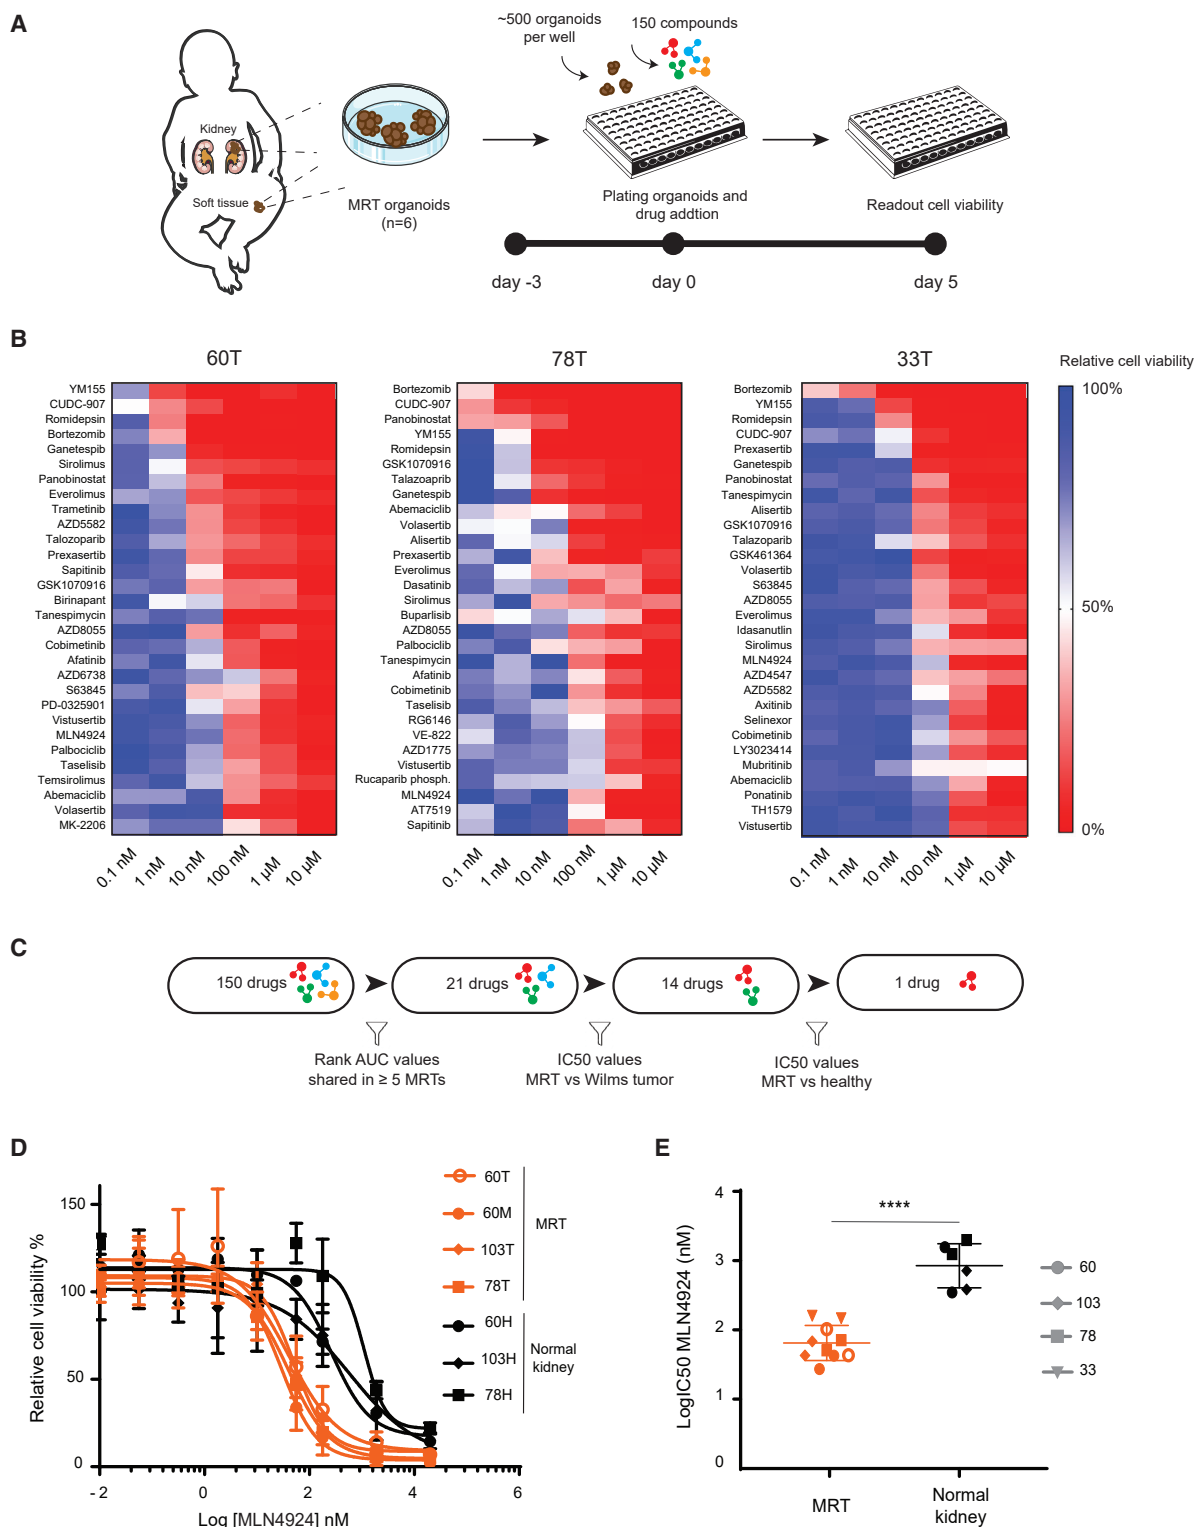 A
~500 organoids
per well
150 compounds
Kidney
Soft tissue
MRT organoids
(n=6)
Plating organoids and
drug addtion
Readout cell viability
day -3
day 0
day 5
B
60T
YM155
CUDC-907
Romidepsin
Bortezomib
Ganetespib
Sirolimus
Panobinostat
Everolimus
Trametinib
AZD5582
Talozoparib
Prexasertib
Sapitinib
GSK1070916
Birinapant
Tanespimycin
AZD8055
Cobimetinib
Afatinib
AZD6738
S63845
PD-0325901
Vistusertib
MLN4924
Palbociclib
Taselisib
Temsirolimus
Abemaciclib
Volasertib
MK-2206
0.1 nM
1 nM
10 nM
100 nM
1 µM
10 µM
78T
Bortezomib
CUDC-907
Panobinostat
YM155
Romidepsin
GSK1070916
Talazoaprib
Ganetespib
Abemaciclib
Volasertib
Alisertib
Prexasertib
Everolimus
Dasatinib
Sirolimus
Buparlisib
AZD8055
Palbociclib
Tanespimycin
Afatinib
Cobimetinib
Taselisib
RG6146
VE-822
AZD1775
Vistusertib
Rucaparib phosph.
MLN4924
AT7519
Sapitinib
0.1 nM
1 nM
10 nM
100 nM
1 µM
10 µM
33T
Bortezomib
YM155
Romidepsin
CUDC-907
Prexasertib
Ganetespib
Panobinostat
Tanespimycin
Alisertib
GSK1070916
Talazoparib
GSK461364
Volasertib
S63845
AZD8055
Everolimus
Idasanutlin
Sirolimus
MLN4924
AZD4547
AZD5582
Axitinib
Selinexor
Cobimetinib
LY3023414
Mubritinib
Abemaciclib
Ponatinib
TH1579
Vistusertib
0.1 nM
1 nM
10 nM
100 nM
1 µM
10 µM
Relative cell viability
100%
50%
0%
C
150 drugs
21 drugs
14 drugs
1 drug
Rank AUC values
shared in ≥ 5 MRTs
IC50 values
MRT vs Wilms tumor
IC50 values
MRT vs healthy
D
Relative cell viability %
150
100
50
0
- 2
0
2
4
6
Log [MLN4924] nM
60T
60M
103T
78T
MRT
60H
103H
78H
Normal
kidney
E
LogIC50 MLN4924 (nM)
4
3
2
1
0
****
MRT
Normal
kidney
60
103
78
33